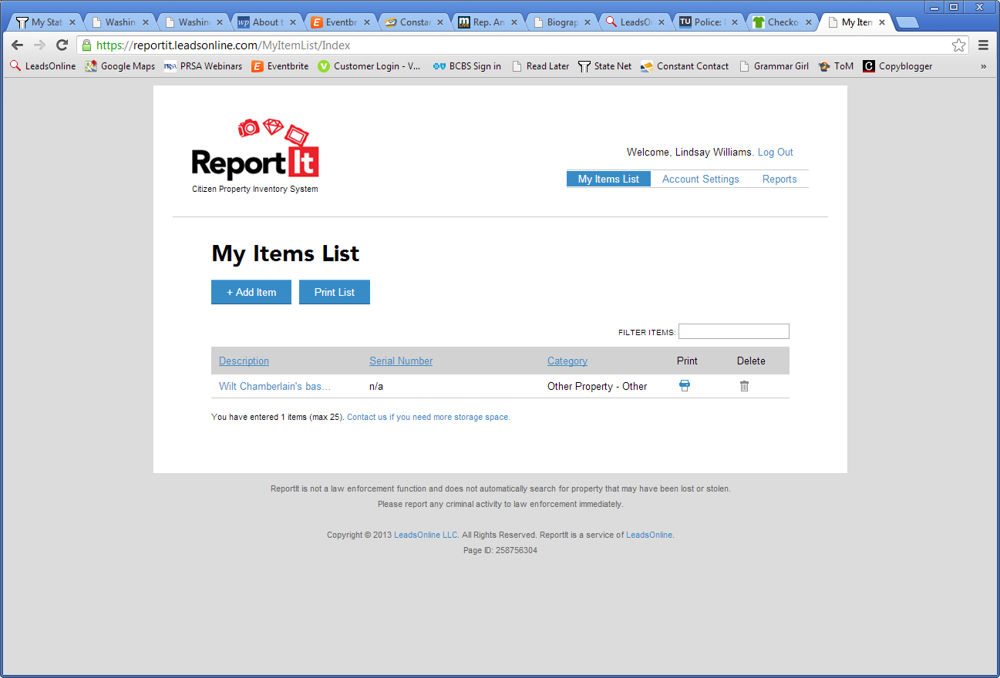 My Stat Washin Washin wp About t Eventbr Constar m Rep. An Biograp LeadsO TU Police: Checko My Item
https://reportit.leadsonline.com/MyItemList/Index
LeadsOnline Google Maps PRSA PRSA Webinars E Eventbrite V Customer Login - V... BCBS Sign in Read Later State Net Constant Contact Grammar Girl ToM C Copyblogger »
Report It
Citizen Property Inventory System
Welcome, Lindsay Williams. Log Out
My Items List Account Settings Reports
My Items List
+ Add Item Print List
FILTER ITEMS:
Description Serial Number Category Print Delete
Wilt Chamberlain's bas... n/a Other Property - Other
You have entered 1 items (max 25). Contact us if you need more storage space.
ReportIt is not a law enforcement function and does not automatically search for property that may have been lost or stolen.
Please report any criminal activity to law enforcement immediately.
Copyright © 2013 LeadsOnline LLC. All Rights Reserved. ReportIt is a service of LeadsOnline.
Page ID: 258756304